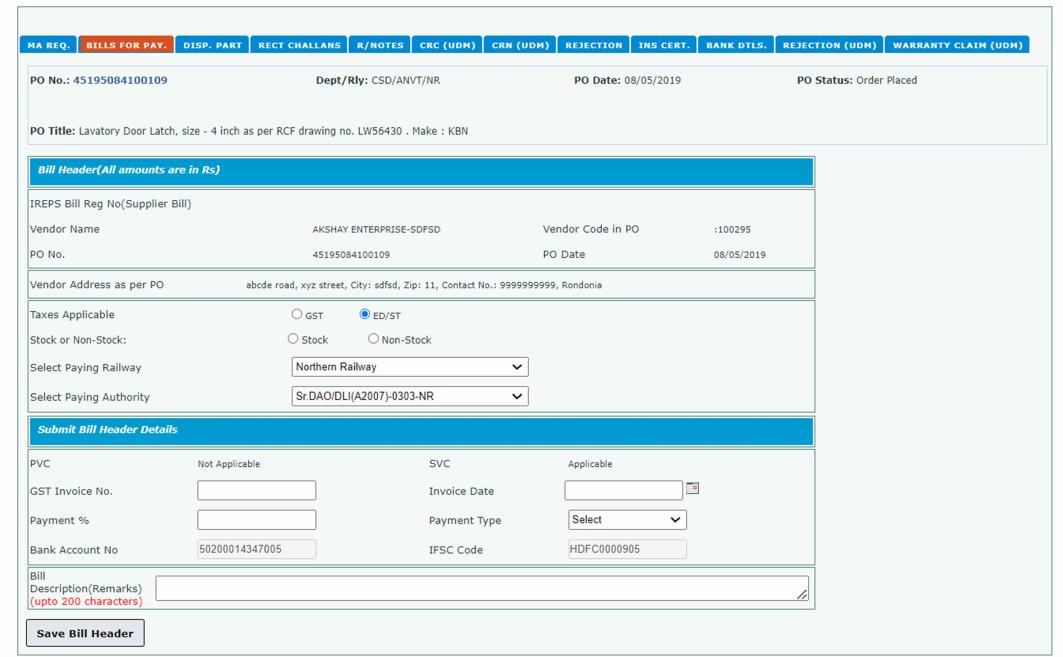 MA REQ. BILLS FOR PAY. DISP. PART RECT CHALLANS R/NOTES CRC (UDM) CRN (UDM) REJECTION INS CERT. BANK DTLS. REJECTION (UDM) WARRANTY CLAIM (UDM)
PO No.: 45195084100109 Dept/Rly: CSD/ANVT/NR PO Date: 08/05/2019 PO Status: Order Placed
PO Title: Lavatory Door Latch, size - 4 inch as per RCF drawing no. LW56430 . Make : KBN
Bill Header(All amounts are in Rs)
IREPS Bill Reg No(Supplier Bill)
Vendor Name AKSHAY ENTERPRISE-SDFSD Vendor Code in PO :100295
PO No. 45195084100109 PO Date 08/05/2019
Vendor Address as per PO abcde road, xyz street, City: sdfsd, Zip: 11, Contact No.: 9999999999, Rondonia
Taxes Applicable GST ED/ST
Stock or Non-Stock: Stock Non-Stock
Select Paying Railway Northern Railway
Select Paying Authority Sr.DAO/DLI(A2007)-0303-NR
Submit Bill Header Details
PVC Not Applicable SVC Applicable
GST Invoice No. Invoice Date
Payment % Payment Type Select
Bank Account No 50200014347005 IFSC Code HDFC0000905
Bill
Description(Remarks)
(upto 200 characters)
Save Bill Header